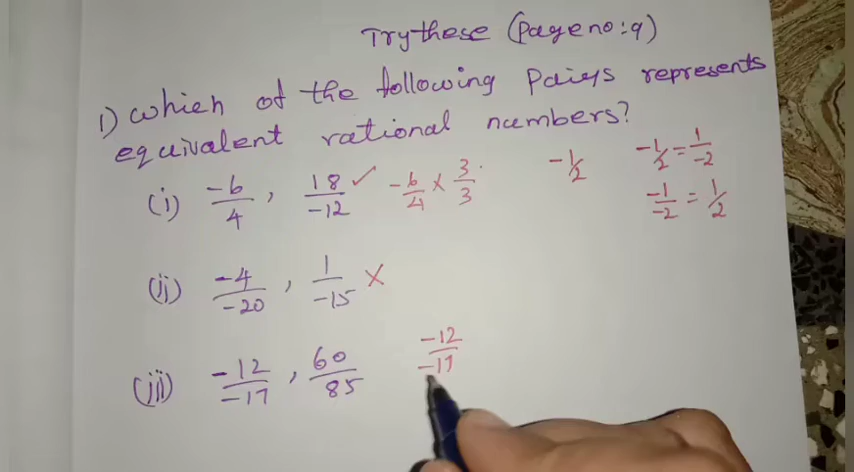 Try these (Page no: 9)
1) which of the following Pairs represents
equivalent rational numbers?
(i) -6/4, 18/-12 ✓ -6/4 × 3/3 -1/2 -1/2 = 1/-2
-1/-2 = 1/2
(ii) -4/-20, 1/-15 ×
(iii) -12/-17, 60/85 -12/-17